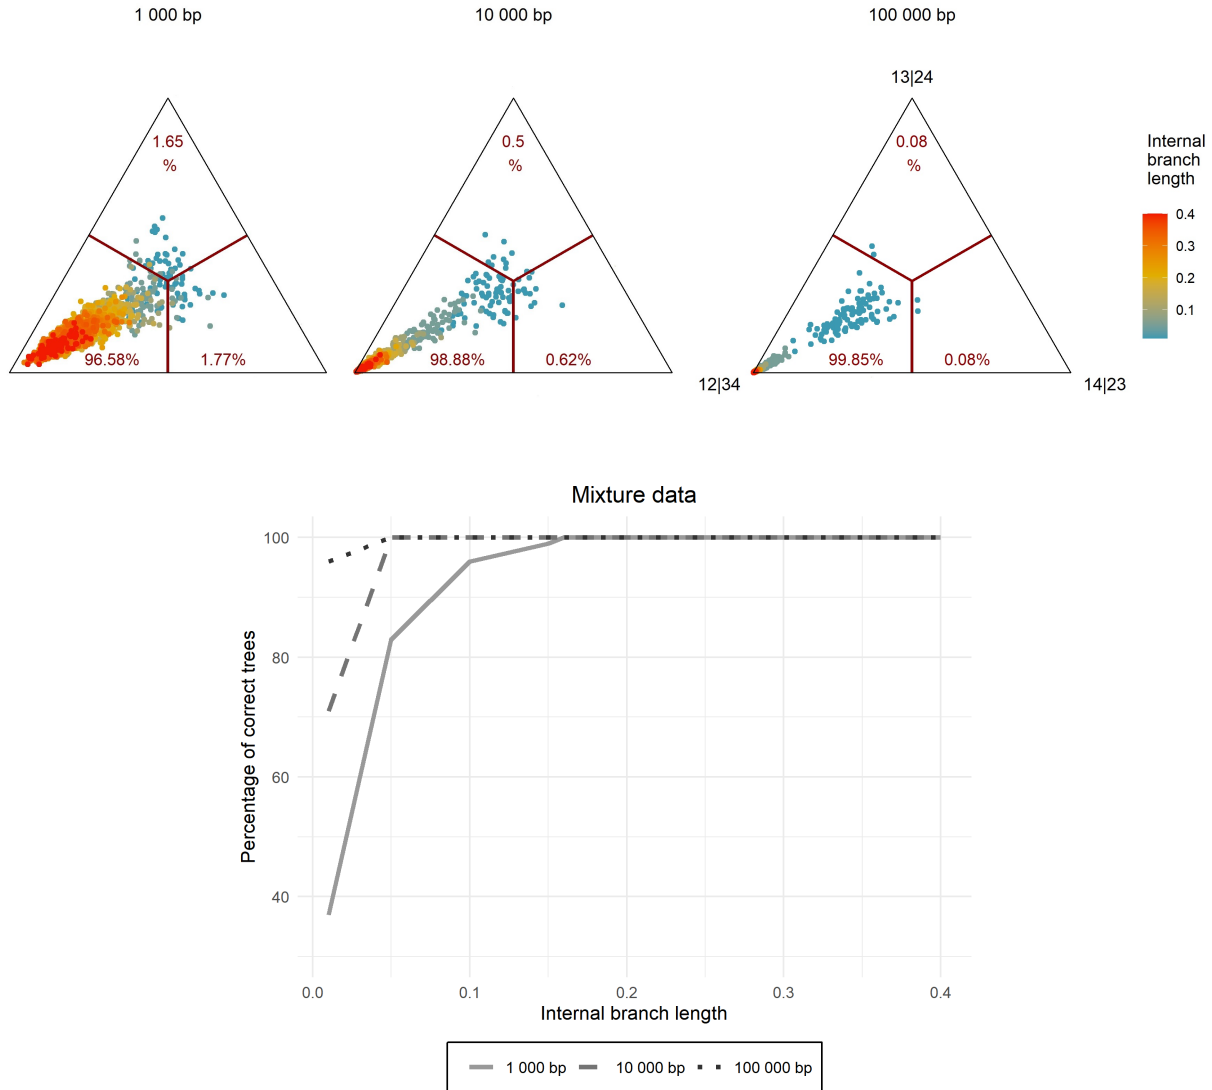 1 000 bp
10 000 bp
100 000 bp
13|24
1.65
%
0.5
%
0.08
%
Internal
branch
length
0.4
0.3
0.2
0.1
96.58%
1.77%
98.88%
0.62%
99.85%
0.08%
12|34
14|23
Mixture data
Percentage of correct trees
100
80
60
40
0.0
0.1
0.2
0.3
0.4
Internal branch length
1 000 bp
10 000 bp
100 000 bp